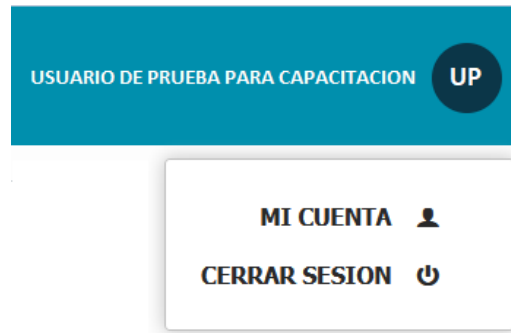 USUARIO DE PRUEBA PARA CAPACITACION UP
MI CUENTA
CERRAR SESION